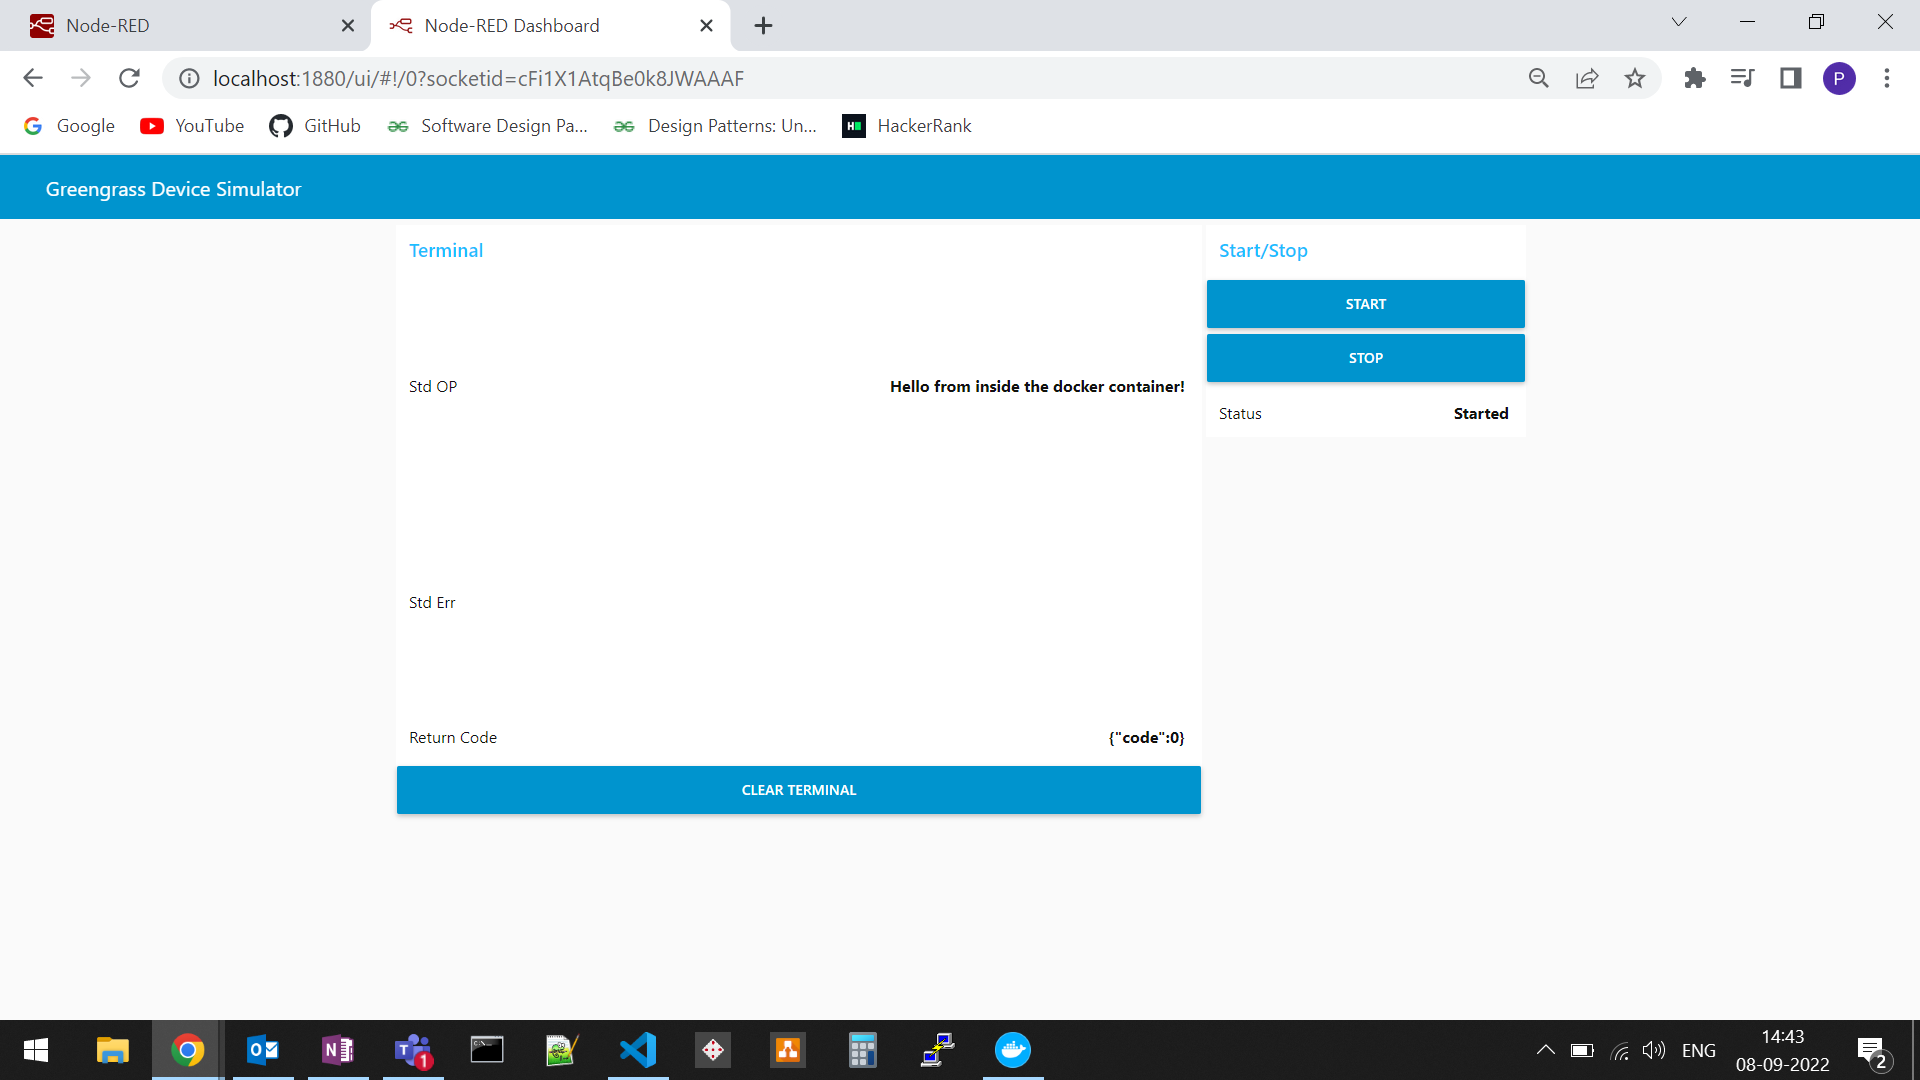 Node-RED
Node-RED Dashboard
localhost:1880/ui/#!/0?socketid=cFi1X1AtqBe0k8JWAAAF
P
Google
YouTube
GitHub
Software Design Pa...
Design Patterns: Un...
HackerRank
Greengrass Device Simulator
Terminal
Start/Stop
START
STOP
Std OP
Hello from inside the docker container!
Status
Started
Std Err
Return Code
{"code":0}
CLEAR TERMINAL
1
ENG
14:43
08-09-2022
2